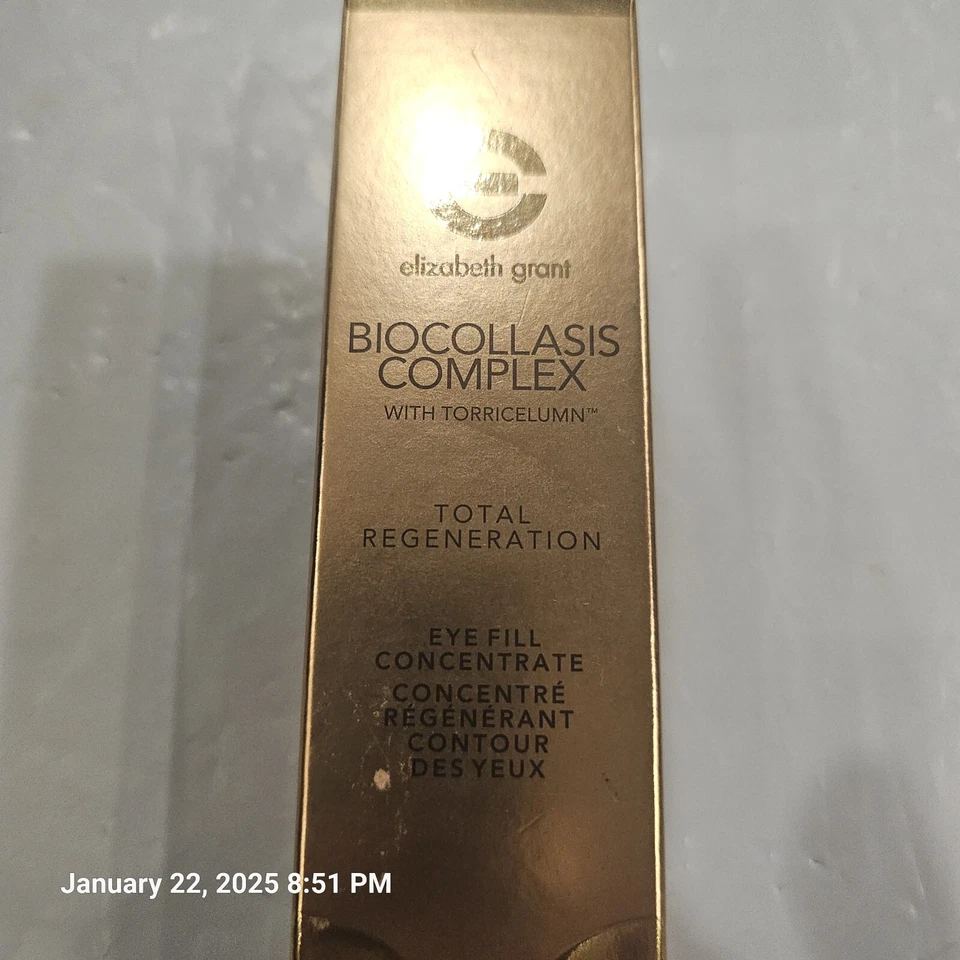 elizabeth grant
BIOCOLLASIS
COMPLEX
WITH TORRICELUMN™
TOTAL
REGENERATION
EYE FILL
CONCENTRATE
CONCENTRÉ
RÉGÉNÉRANT
CONTOUR
DES YEUX
January 22, 2025 8:51 PM